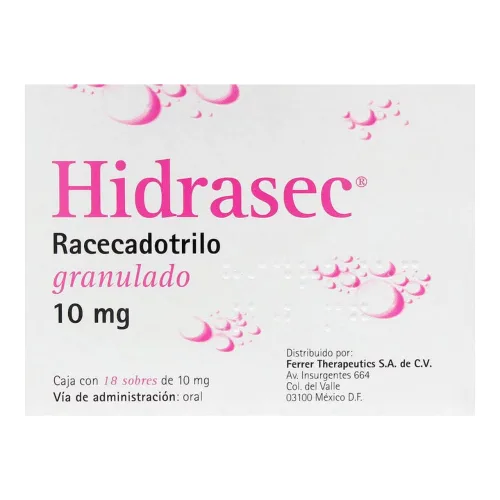 Hidrasec®
Racecadotrilo
granulado
10 mg
Caja con 18 sobres de 10 mg
Vía de administración: oral
Distribuido por:
Ferrer Therapeutics S.A. de C.V.
Av. Insurgentes 664
Col. del Valle
03100 México D.F.